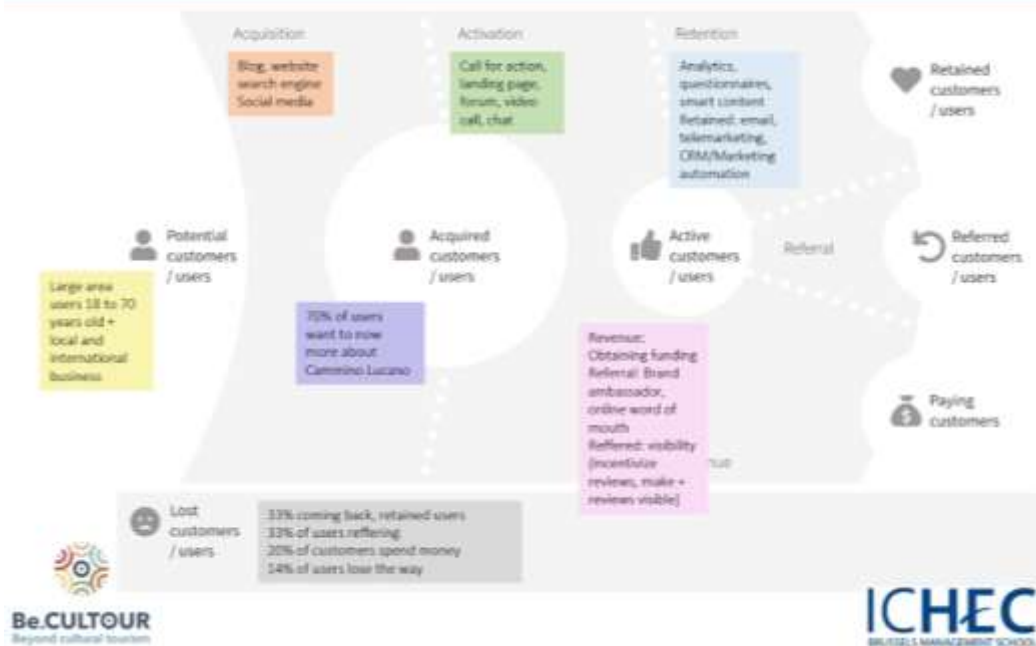 Acquisition
Activation
Retention
Blog, website
search engine
Social media
Call for action,
landing page,
forum, video
call, chat
Analytics,
questionnaires,
smart content
Retained: email,
telemarketing,
CRM/Marketing
automation
Retained
customers
/ users
Potential
customers
/ users
Acquired
customers
/ users
Active
customers
/ users
Referral
Referred
customers
/ users
Large area
users 18 to 70
years old +
local and
international
business
70% of users
want to now
more about
Cammino Lucano
Revenue:
Obtaining funding
Referral: Brand
ambassador,
online word of
mouth
Reffered: visibility
(incentivize
reviews, make +
reviews visible)
nue
Paying
customers
Lost
customers
/ users
33% coming back, retained users
33% of users reffering
20% of customers spend money
14% of users lose the way
Be.CULTOUR
Beyond cultural tourism
ICHEC
BRUSSELS MANAGEMENT SCHOOL